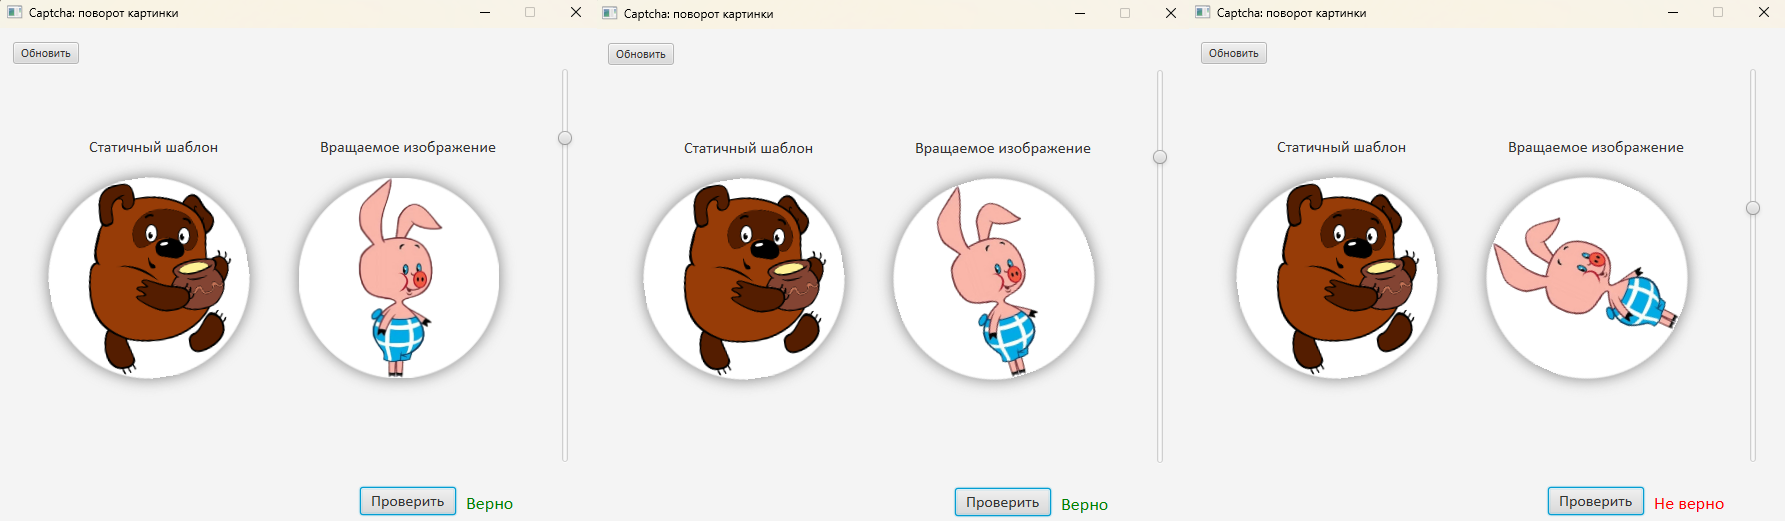 Captcha: поворот картинки
Обновить
Статичный шаблон
Вращаемое изображение
Проверить
Верно
Captcha: поворот картинки
Обновить
Статичный шаблон
Вращаемое изображение
Проверить
Верно
Captcha: поворот картинки
Обновить
Статичный шаблон
Вращаемое изображение
Проверить
Не верно